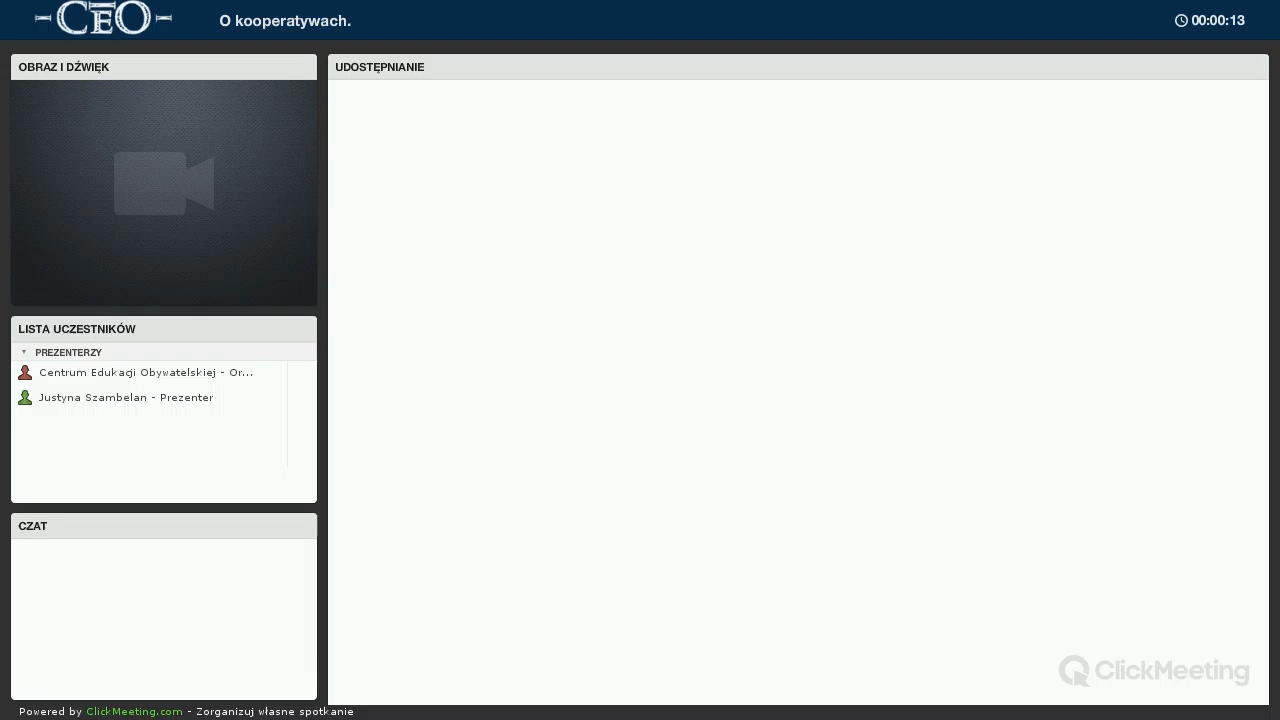 CEO
O kooperatywach.
00:00:13
OBRAZ I DŹWIĘK
UDOSTĘPNIANIE
LISTA UCZESTNIKÓW
PREZENTERZY
Centrum Edukacji Obywatelskiej - Or...
Justyna Szambelan - Prezenter
CZAT
ClickMeeting
Powered by ClickMeeting.com - Zorganizuj własne spotkanie